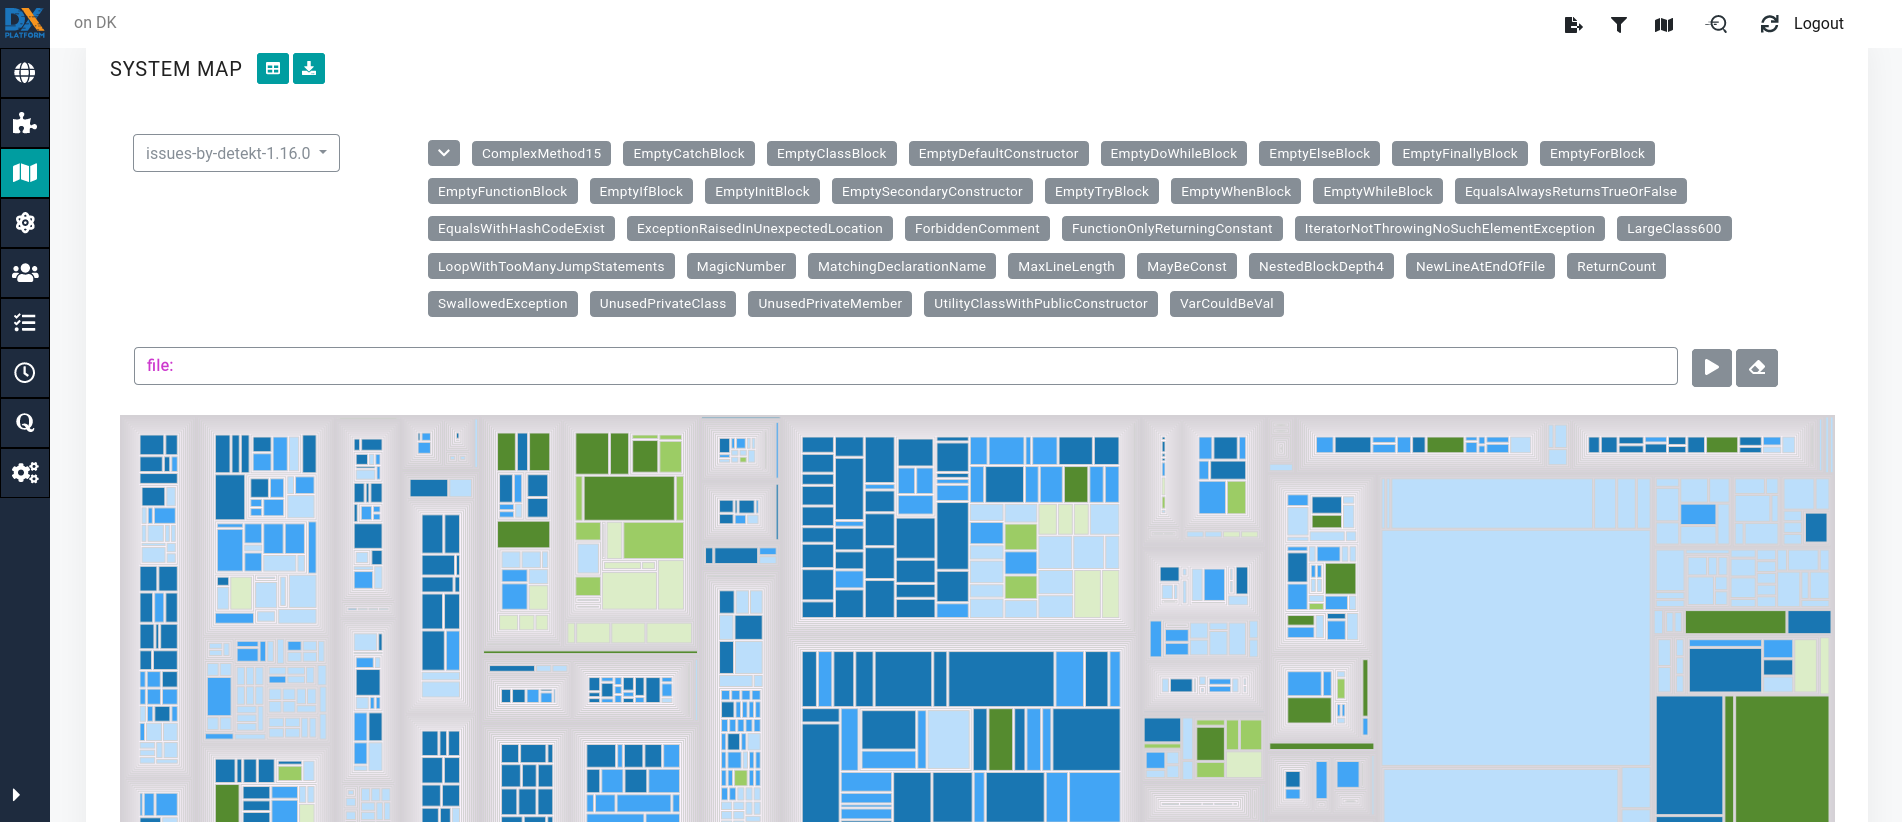 DX
PLATFORM
on DK
Logout
SYSTEM MAP
issues-by-detekt-1.16.0
ComplexMethod15 EmptyCatchBlock EmptyClassBlock EmptyDefaultConstructor EmptyDoWhileBlock EmptyElseBlock EmptyFinallyBlock EmptyForBlock
EmptyFunctionBlock EmptyIfBlock EmptyInitBlock EmptySecondaryConstructor EmptyTryBlock EmptyWhenBlock EmptyWhileBlock EqualsAlwaysReturnsTrueOrFalse
EqualsWithHashCodeExist ExceptionRaisedInUnexpectedLocation ForbiddenComment FunctionOnlyReturningConstant IteratorNotThrowingNoSuchElementException LargeClass600
LoopWithTooManyJumpStatements MagicNumber MatchingDeclarationName MaxLineLength MayBeConst NestedBlockDepth4 NewLineAtEndOfFile ReturnCount
SwallowedException UnusedPrivateClass UnusedPrivateMember UtilityClassWithPublicConstructor VarCouldBeVal
file:
Q